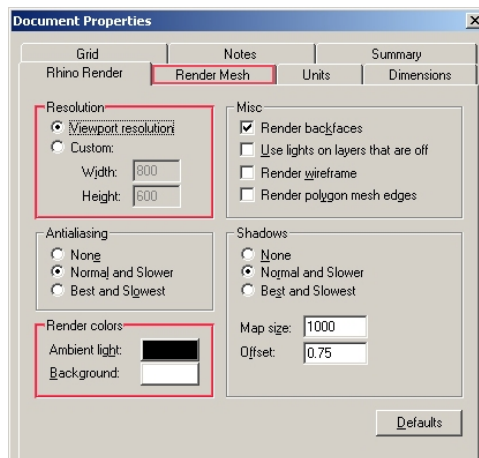 Document Properties
Grid Notes Summary
Rhino Render Render Mesh Units Dimensions
Resolution
Viewport resolution
Custom:
Width: 800
Height: 600
Misc
Render backfaces
Use lights on layers that are off
Render wireframe
Render polygon mesh edges
Antialiasing
None
Normal and Slower
Best and Slowest
Shadows
None
Normal and Slower
Best and Slowest
Map size: 1000
Offset: 0.75
Render colors
Ambient light:
Background:
Defaults